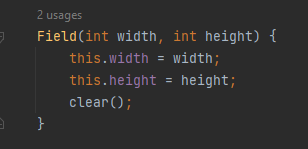 2 usages
Field(int width, int height) {
    this.width = width;
    this.height = height;
    clear();
}